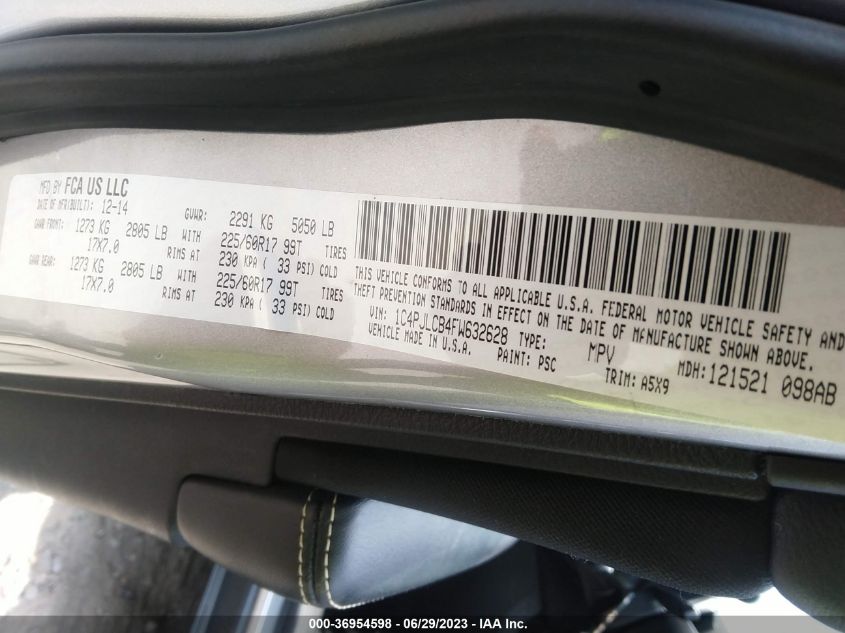 MFD BY FCA US LLC
DATE OF MFR(BUILT): 12-14 GVWR: 2291 KG 5050 LB
GAWR FRONT: 1273 KG 2805 LB WITH 225/60R17 99T TIRES
17X7.0 RIMS AT 230 KPA ( 33 PSI) COLD
GAWR REAR: 1273 KG 2805 LB WITH 225/60R17 99T TIRES
17X7.0 RIMS AT 230 KPA ( 33 PSI) COLD
THIS VEHICLE CONFORMS TO ALL APPLICABLE U.S.A. FEDERAL MOTOR VEHICLE SAFETY AND
THEFT PREVENTION STANDARDS IN EFFECT ON THE DATE OF MANUFACTURE SHOWN ABOVE.
VIN: 1C4PJLCB4FW632628 TYPE: MPV MDH: 121521 098AB
VEHICLE MADE IN U.S.A. PAINT: PSC TRIM: A5X9
000-36954598 - 06/29/2023 - IAA Inc.